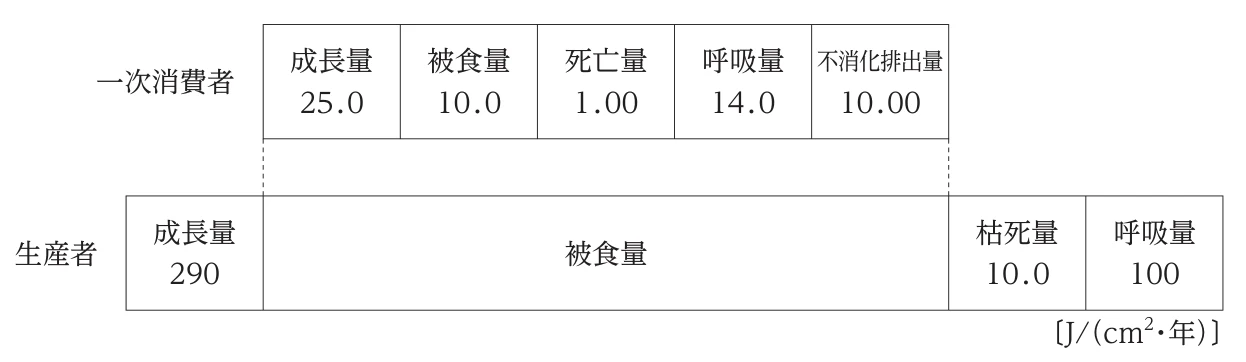 一次消費者
成長量
25.0
被食量
10.0
死亡量
1.00
呼吸量
14.0
不消化排出量
10.00
生産者
成長量
290
被食量
枯死量
10.0
呼吸量
100
〔J/(cm²・年)〕